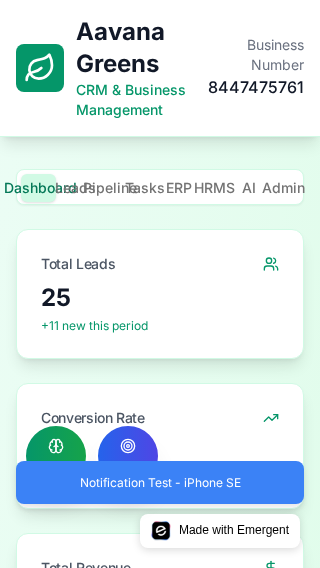 Aavana
Greens
CRM & Business
Management
Business
Number
8447475761
Dashboard Leads Pipeline Tasks ERP HRMS AI Admin
Total Leads
25
+11 new this period
Conversion Rate
Notification Test - iPhone SE
Made with Emergent
Total Revenue